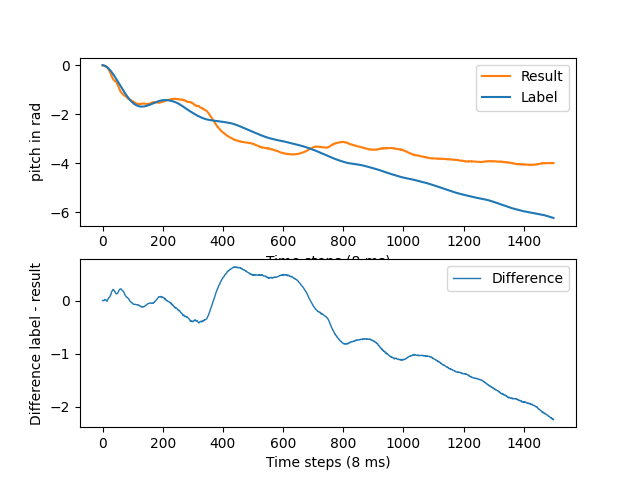 0
−2
−4
−6
pitch in rad
Result
Label
0 200 400 600 800 1000 1200 1400
Time steps (8 ms)
0
−1
−2
Difference label - result
Difference
0 200 400 600 800 1000 1200 1400
Time steps (8 ms)